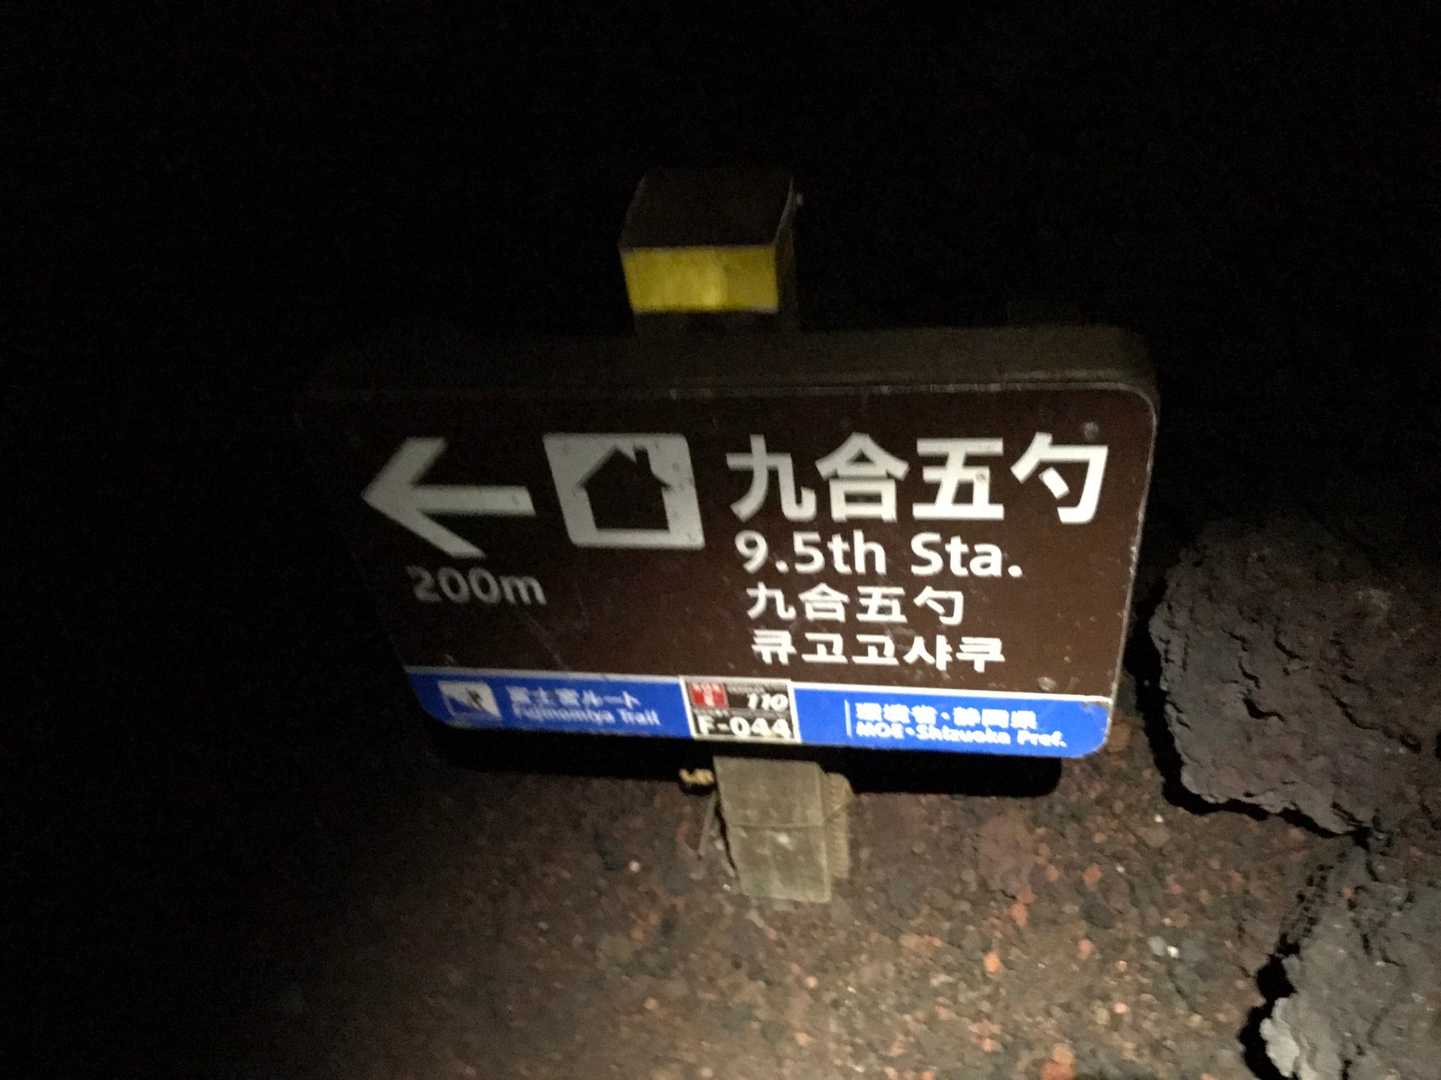 九合五勺
9.5th Sta.
200m
九合五勺
큐고고샤쿠
富士宮ルート
Fujinomiya Trail
110
F-044
環境省・静岡県
MOE・Shizuoka Pref.